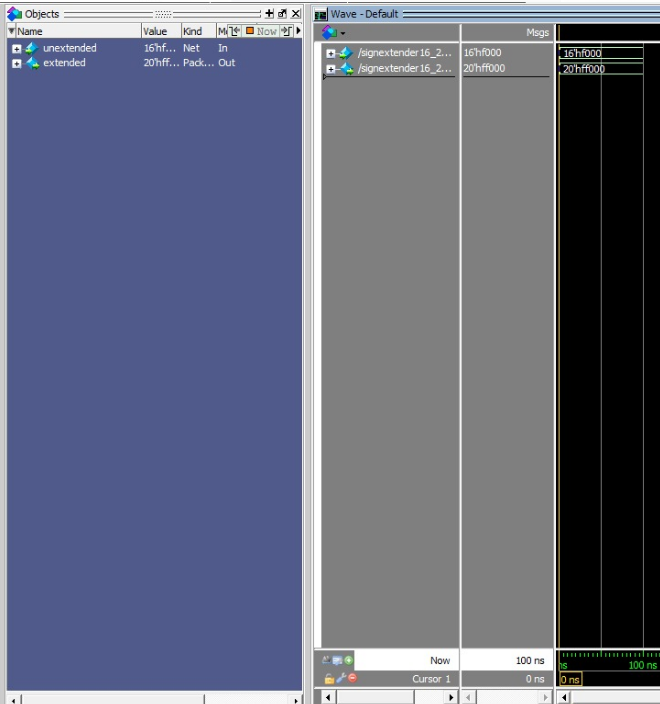 Objects
Name Value Kind M Now
unextended 16'hf... Net In
extended 20'hff... Pack... Out
Wave - Default
Msgs
/signextender16_2... 16'hf000 16'hf000
/signextender16_2... 20'hff000 20'hff000
Now 100 ns ns 100 ns
Cursor 1 0 ns 0 ns